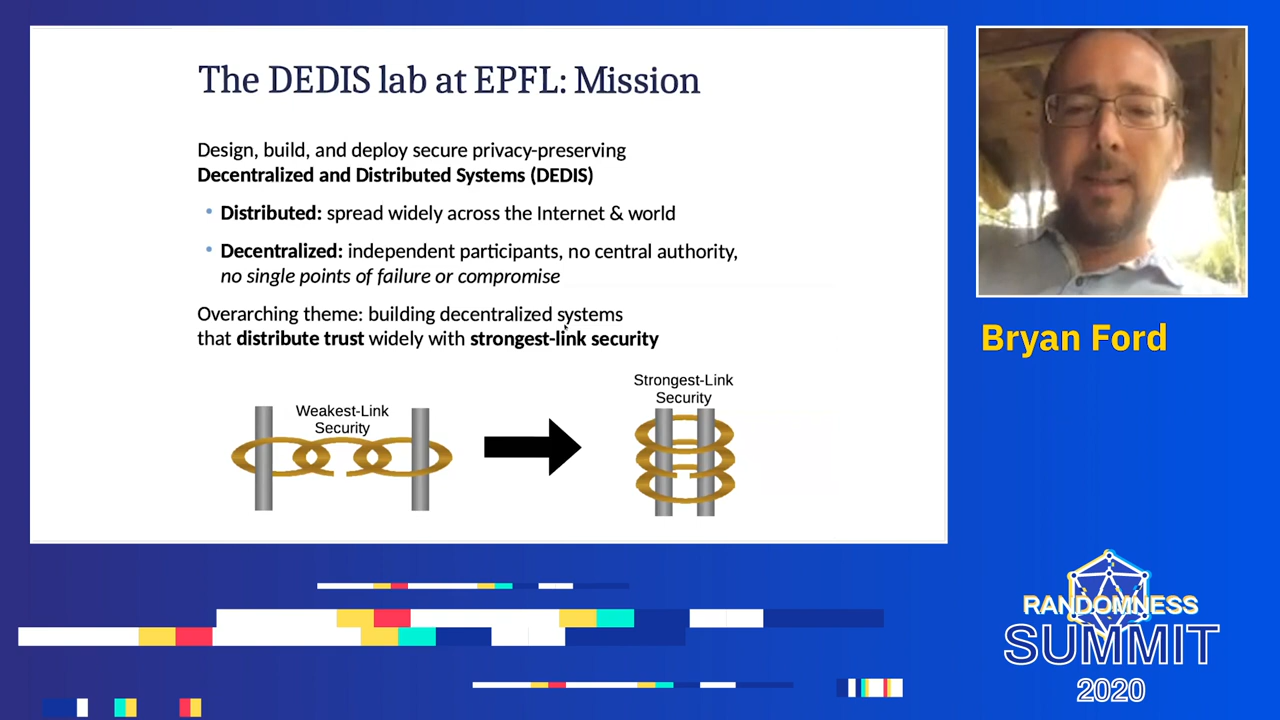 The DEDIS lab at EPFL: Mission
Design, build, and deploy secure privacy-preserving
Decentralized and Distributed Systems (DEDIS)
• Distributed: spread widely across the Internet & world
• Decentralized: independent participants, no central authority,
no single points of failure or compromise
Overarching theme: building decentralized systems
that distribute trust widely with strongest-link security
Weakest-Link
Security
Strongest-Link
Security
Bryan Ford
RANDOMNESS
SUMMIT
2020